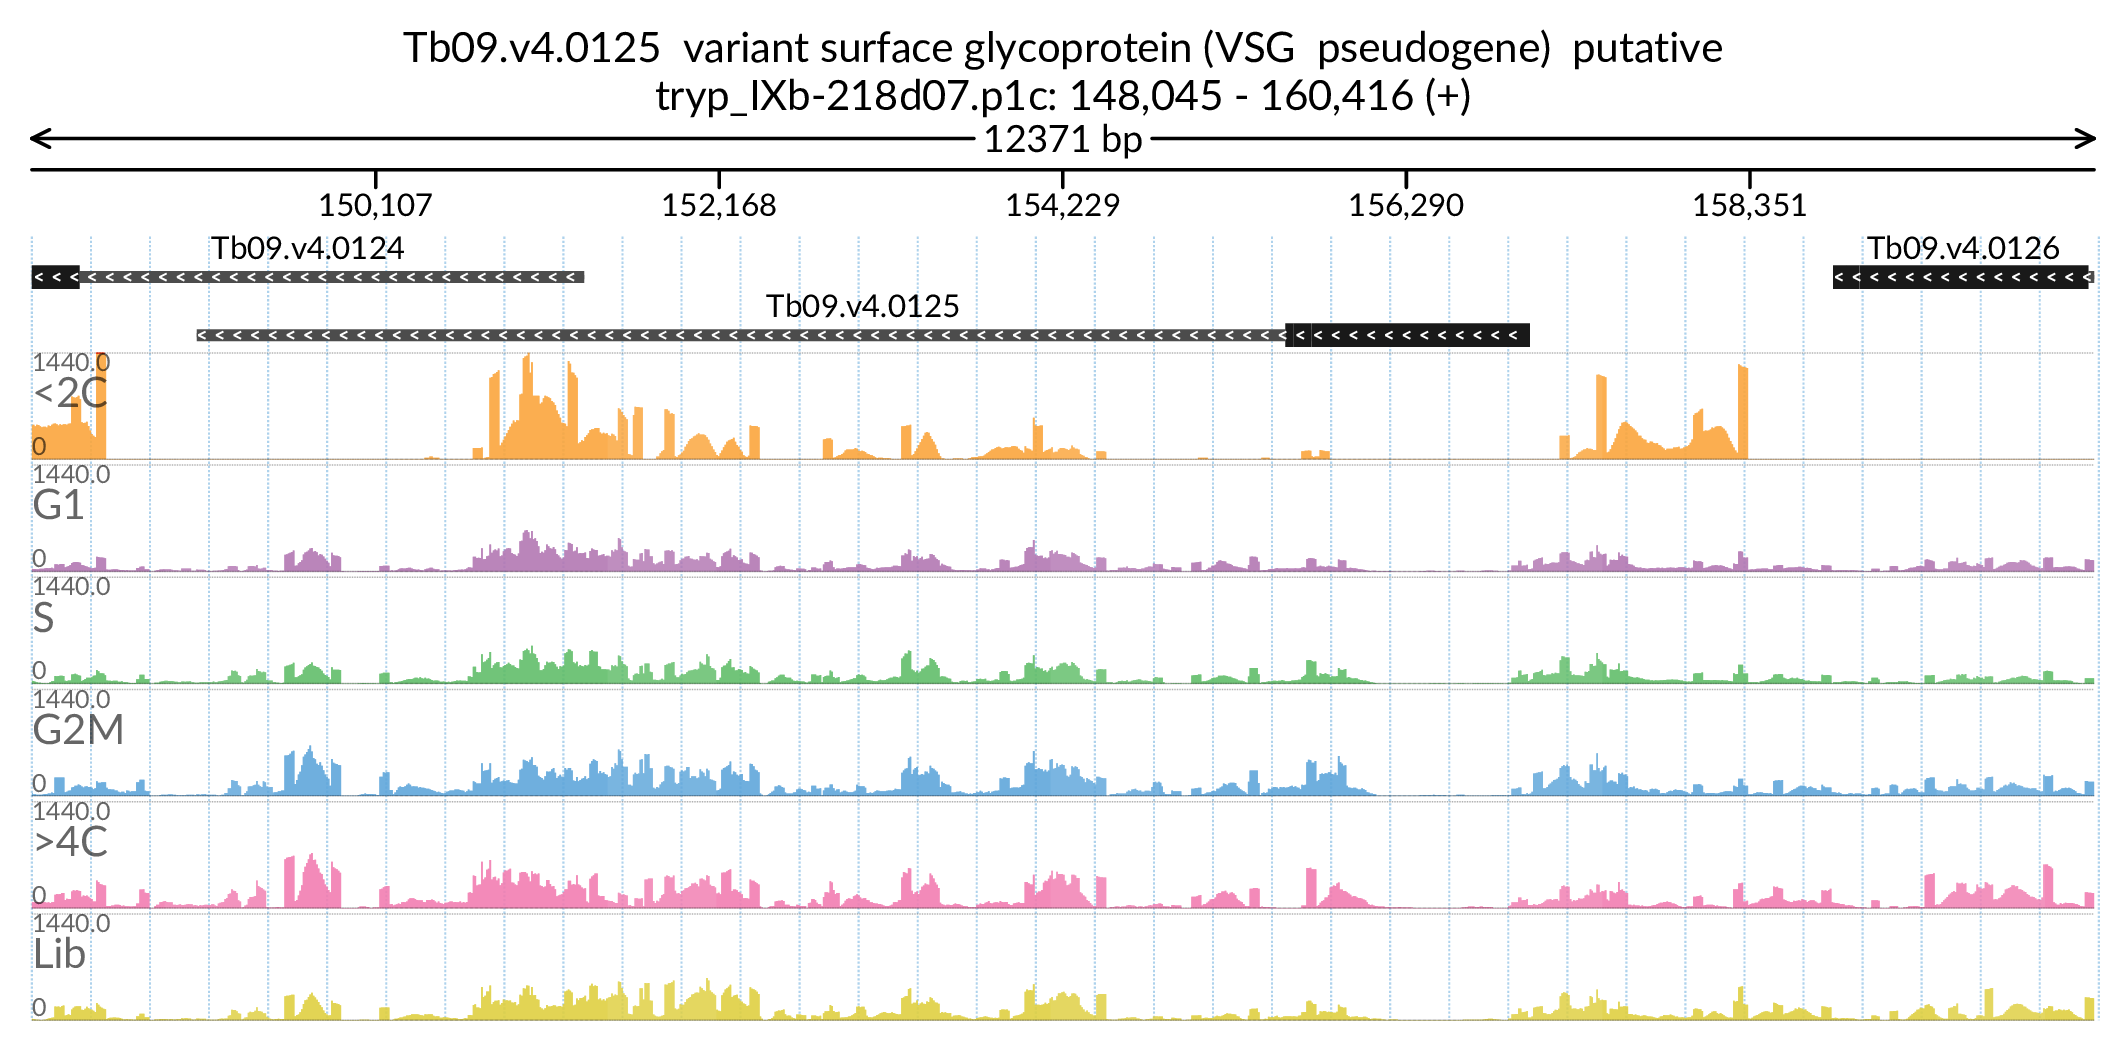 Tb09.v4.0125 variant surface glycoprotein (VSG pseudogene) putative
tryp_IXb-218d07.p1c: 148,045 - 160,416 (+)
12371 bp
150,107 152,168 154,229 156,290 158,351
Tb09.v4.0124 Tb09.v4.0126
Tb09.v4.0125
1440.0
<2C
0
1440.0
G1
0
1440.0
S
0
1440.0
G2M
0
1440.0
>4C
0
1440.0
Lib
0